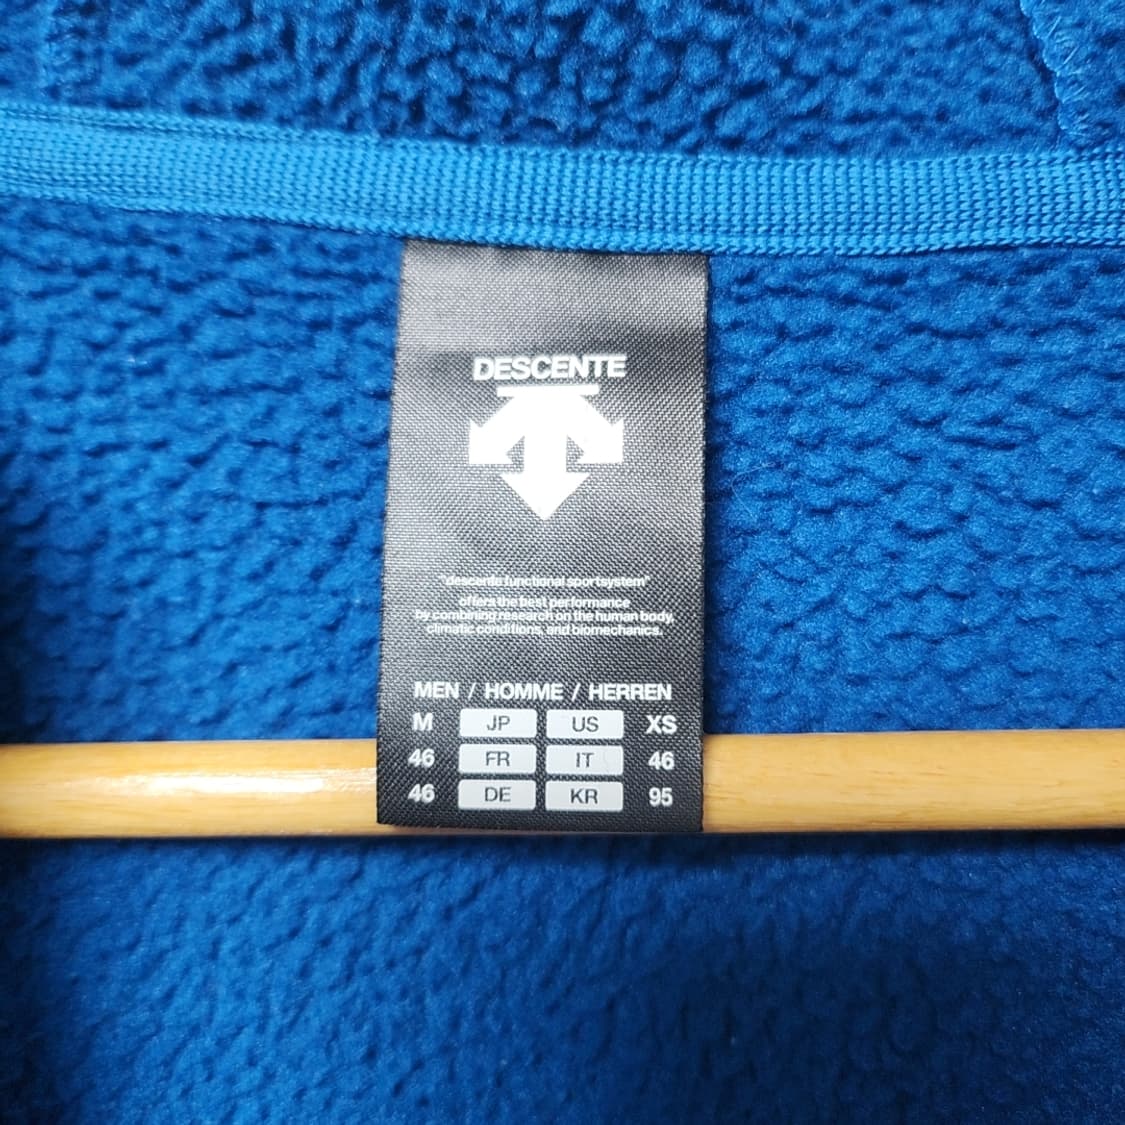 DESCENTE
"descente functional sportsystem"
offers the best performance
by combining research on the human body,
climatic conditions, and biomechanics.
MEN / HOMME / HERREN
M JP US XS
46 FR IT 46
46 DE KR 95